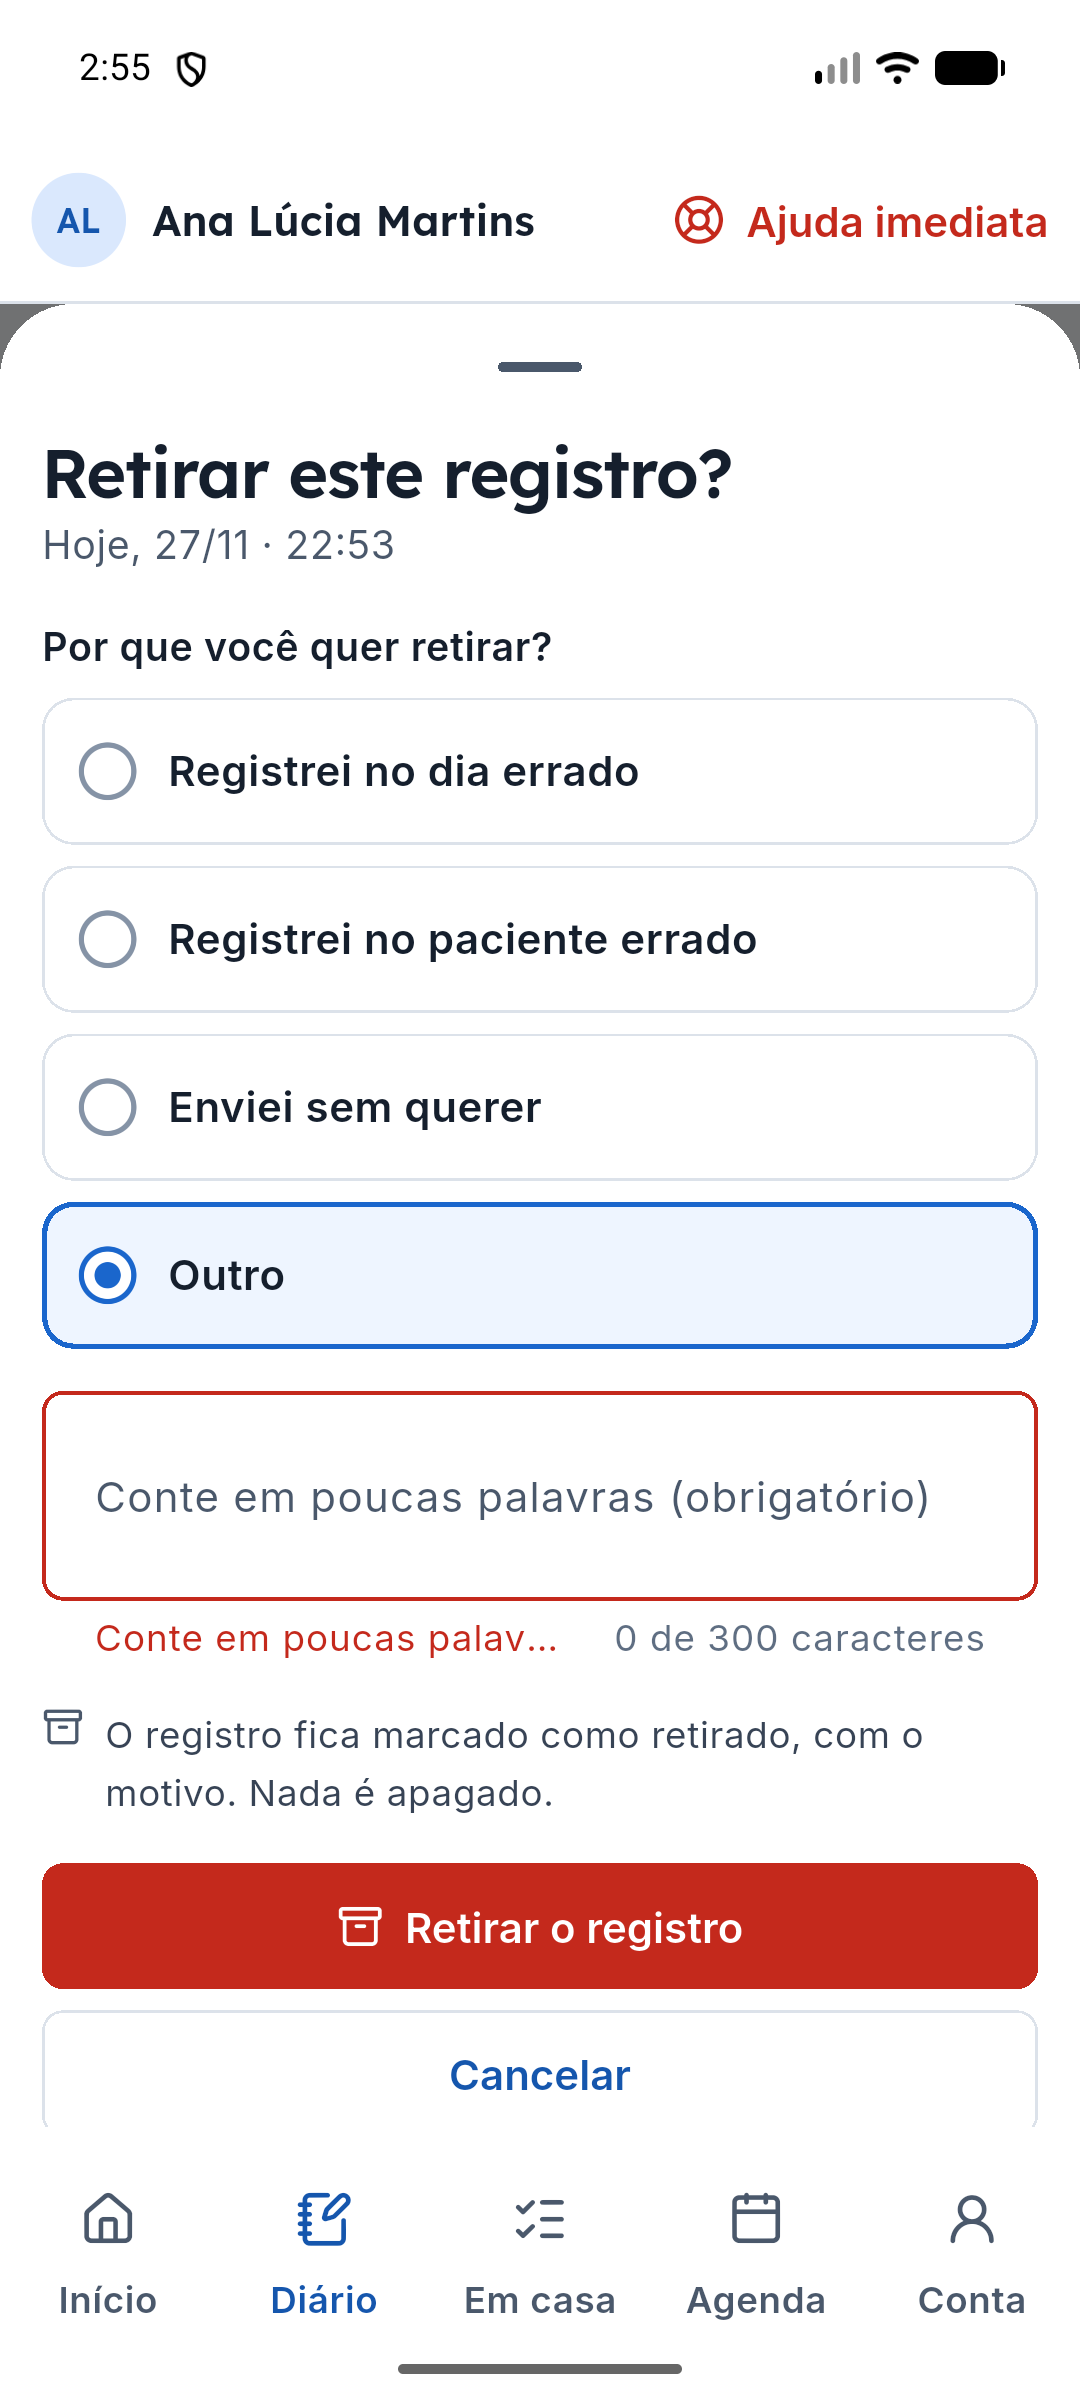 2:55
AL
Ana Lúcia Martins
Ajuda imediata
Retirar este registro?
Hoje, 27/11 · 22:53
Por que você quer retirar?
Registrei no dia errado
Registrei no paciente errado
Enviei sem querer
Outro
Conte em poucas palavras (obrigatório)
Conte em poucas palav...
0 de 300 caracteres
O registro fica marcado como retirado, com o
motivo. Nada é apagado.
Retirar o registro
Cancelar
Início
Diário
Em casa
Agenda
Conta